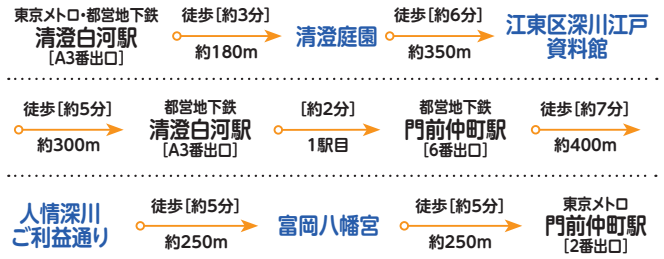 東京メトロ・都営地下鉄
清澄白河駅
[A3番出口]
徒歩[約3分]
約180m
清澄庭園
徒歩[約6分]
約350m
江東区深川江戸
資料館
徒歩[約5分]
約300m
都営地下鉄
清澄白河駅
[A3番出口]
[約2分]
1駅目
都営地下鉄
門前仲町駅
[6番出口]
徒歩[約7分]
約400m
人情深川
ご利益通り
徒歩[約5分]
約250m
富岡八幡宮
徒歩[約5分]
約250m
東京メトロ
門前仲町駅
[2番出口]